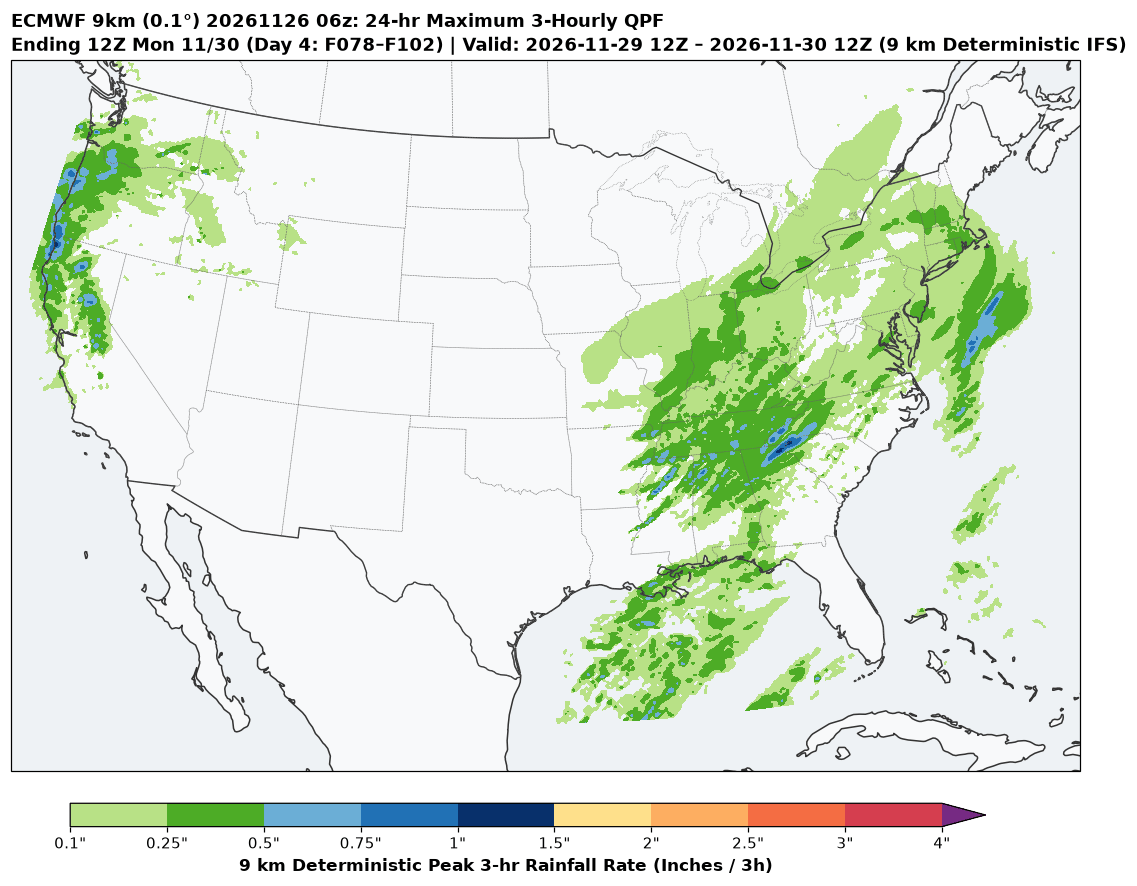 ECMWF 9km (0.1°) 20261126 06z: 24-hr Maximum 3-Hourly QPF
Ending 12Z Mon 11/30 (Day 4: F078–F102) | Valid: 2026-11-29 12Z – 2026-11-30 12Z (9 km Deterministic IFS)
0.1" 0.25" 0.5" 0.75" 1" 1.5" 2" 2.5" 3" 4"
9 km Deterministic Peak 3-hr Rainfall Rate (Inches / 3h)